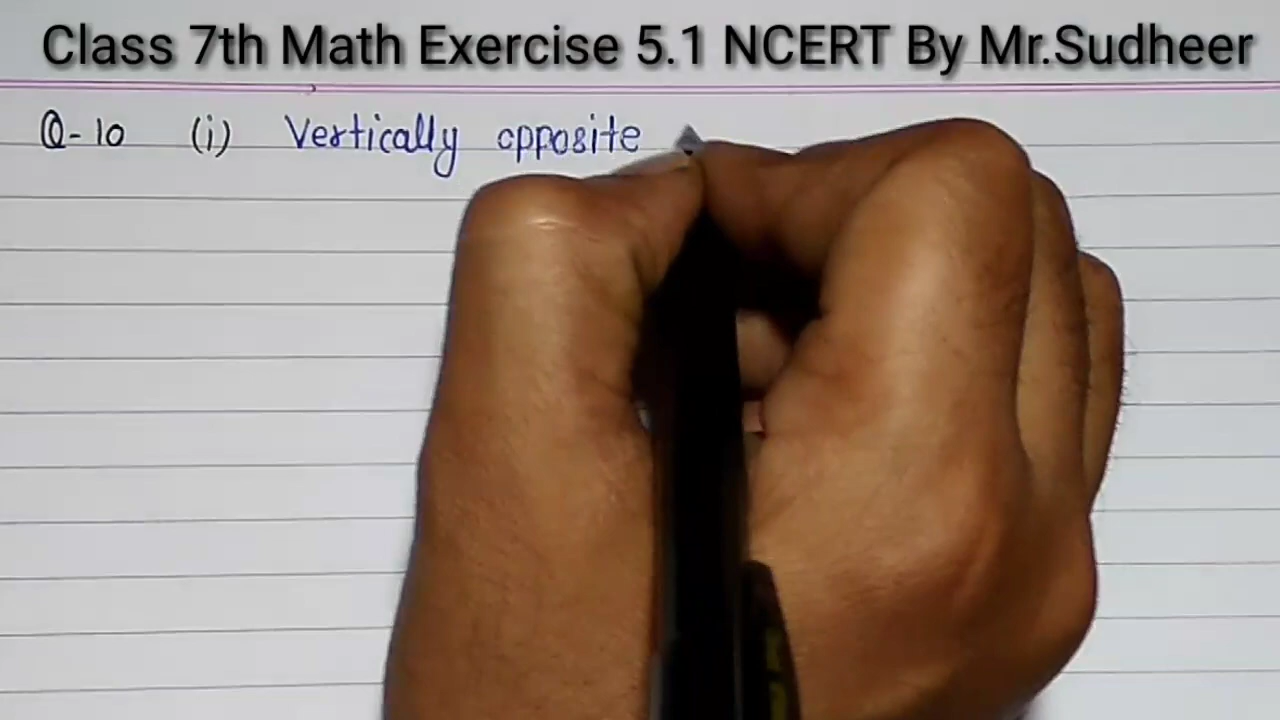 Class 7th Math Exercise 5.1 NCERT By Mr.Sudheer
Q-10 (i) Vertically opposite